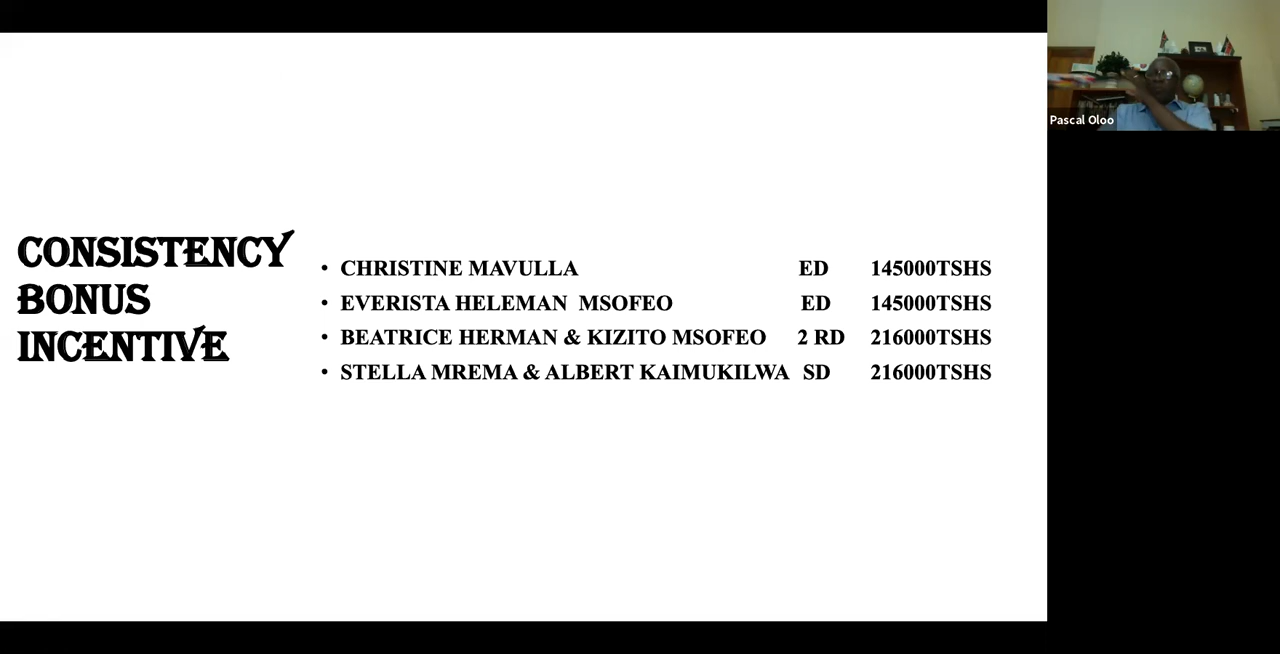 CONSISTENCY
BONUS
INCENTIVE
• CHRISTINE MAVULLA ED 145000TSHS
• EVERISTA HELEMAN MSOFEO ED 145000TSHS
• BEATRICE HERMAN & KIZITO MSOFEO 2 RD 216000TSHS
• STELLA MREMA & ALBERT KAIMUKILWA SD 216000TSHS
Pascal Oloo